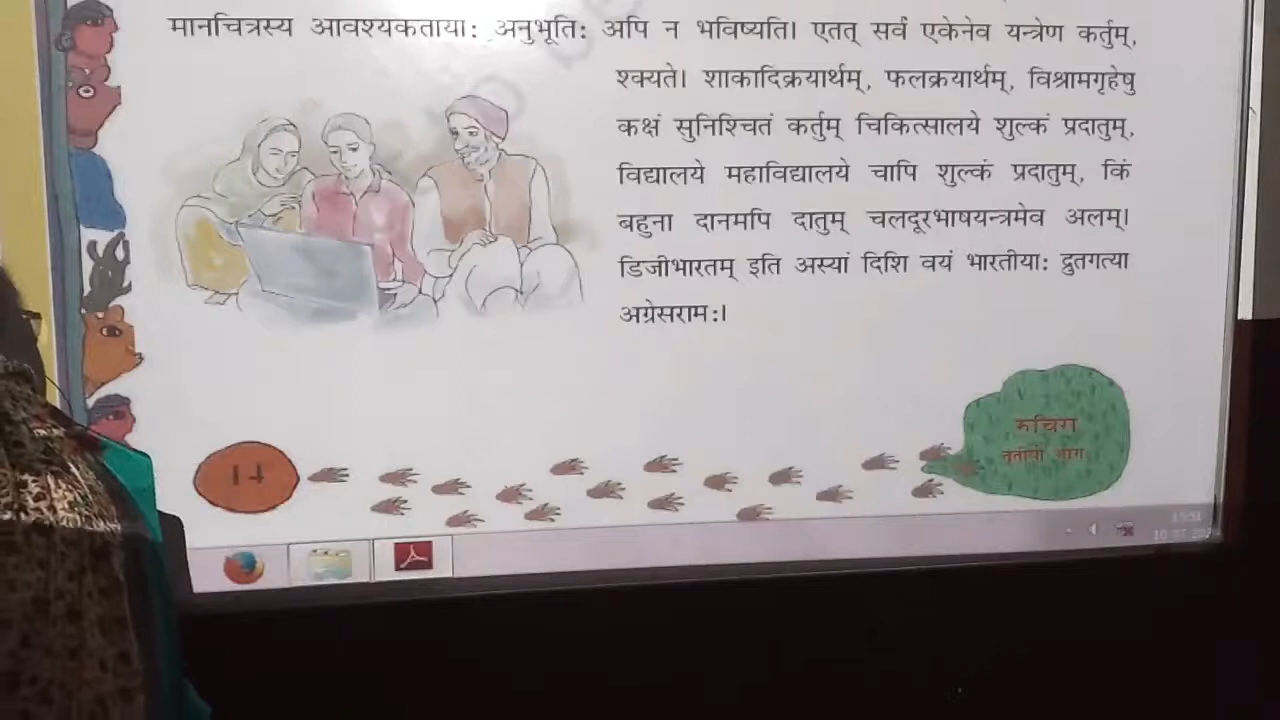 मानचित्रस्य आवश्यकतायाः अनुभूतिः अपि न भविष्यति। एतत् सर्वं एकेनेव यन्त्रेण कर्तुम्,
श्क्यते। शाकादिक्रयार्थम्, फलक्रयार्थम्, विश्रामगृहेषु
कक्षं सुनिश्चितं कर्तुम् चिकित्सालये शुल्कं प्रदातुम्,
विद्यालये महाविद्यालये चापि शुल्कं प्रदातुम्, किं
बहुना दानमपि दातुम् चलदूरभाषयन्त्रमेव अलम्।
डिजीभारतम् इति अस्यां दिशि वयं भारतीयाः द्रुतगत्या
अग्रेसरामः।
रुचिरा
तृतीयो भागः
14